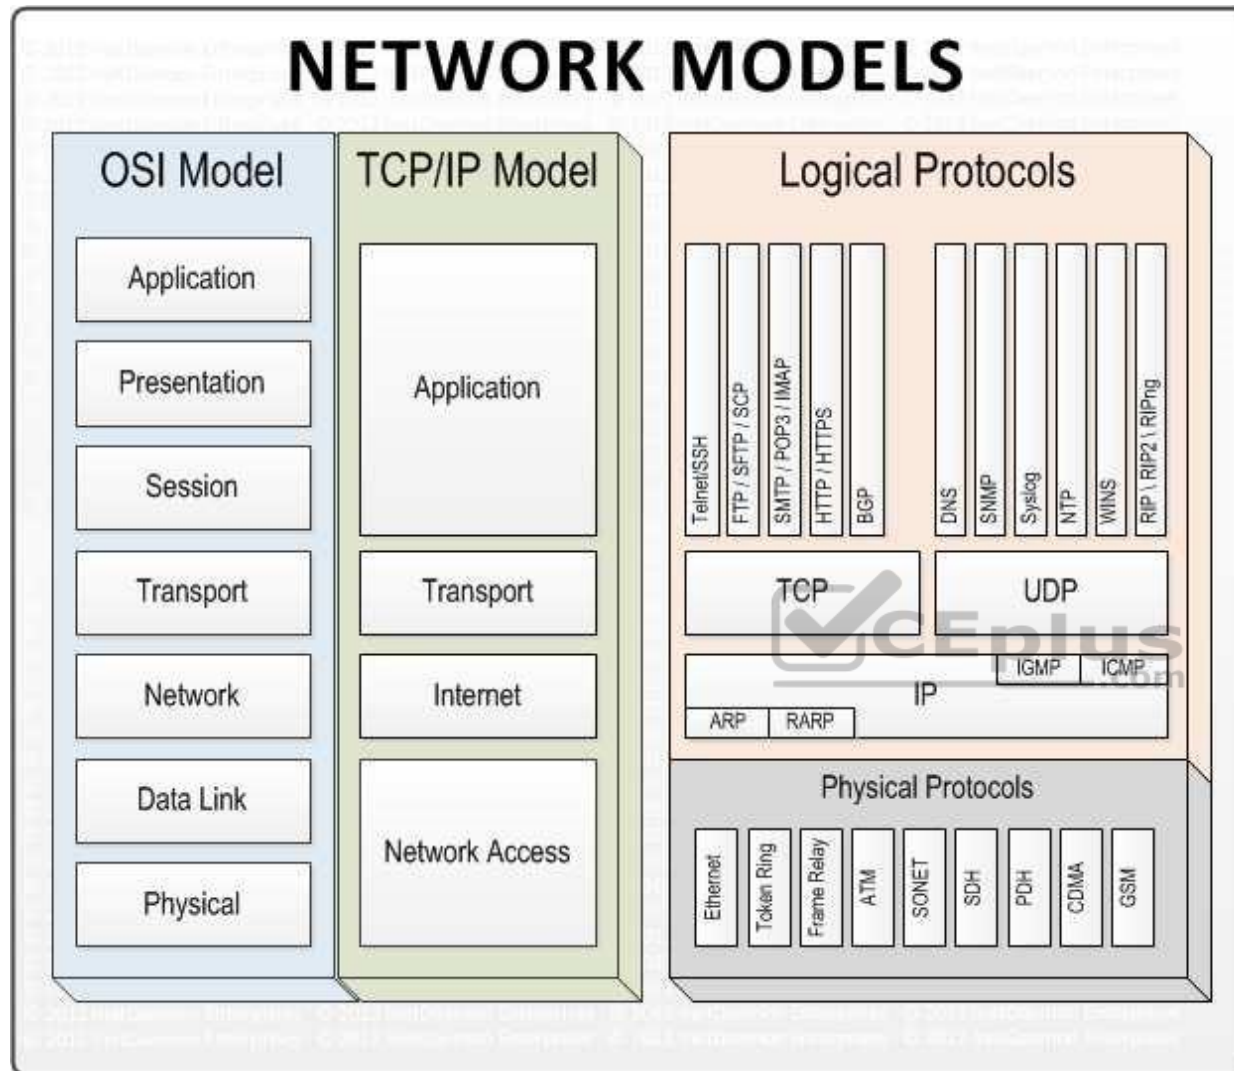 NETWORK MODELS
OSI Model
Application
Presentation
Session
Transport
Network
Data Link
Physical
TCP/IP Model
Application
Transport
Internet
Network Access
Logical Protocols
Telnet/SSH
FTP / SFTP / SCP
SMTP / POP3 / IMAP
HTTP / HTTPS
BGP
DNS
SNMP
Syslog
NTP
WINS
RIP \ RIP2 \ RIPng
TCP
UDP
CEplus
.com
IGMP
ICMP
IP
ARP
RARP
Physical Protocols
Ethernet
Token Ring
Frame Relay
ATM
SONET
SDH
PDH
CDMA
GSM